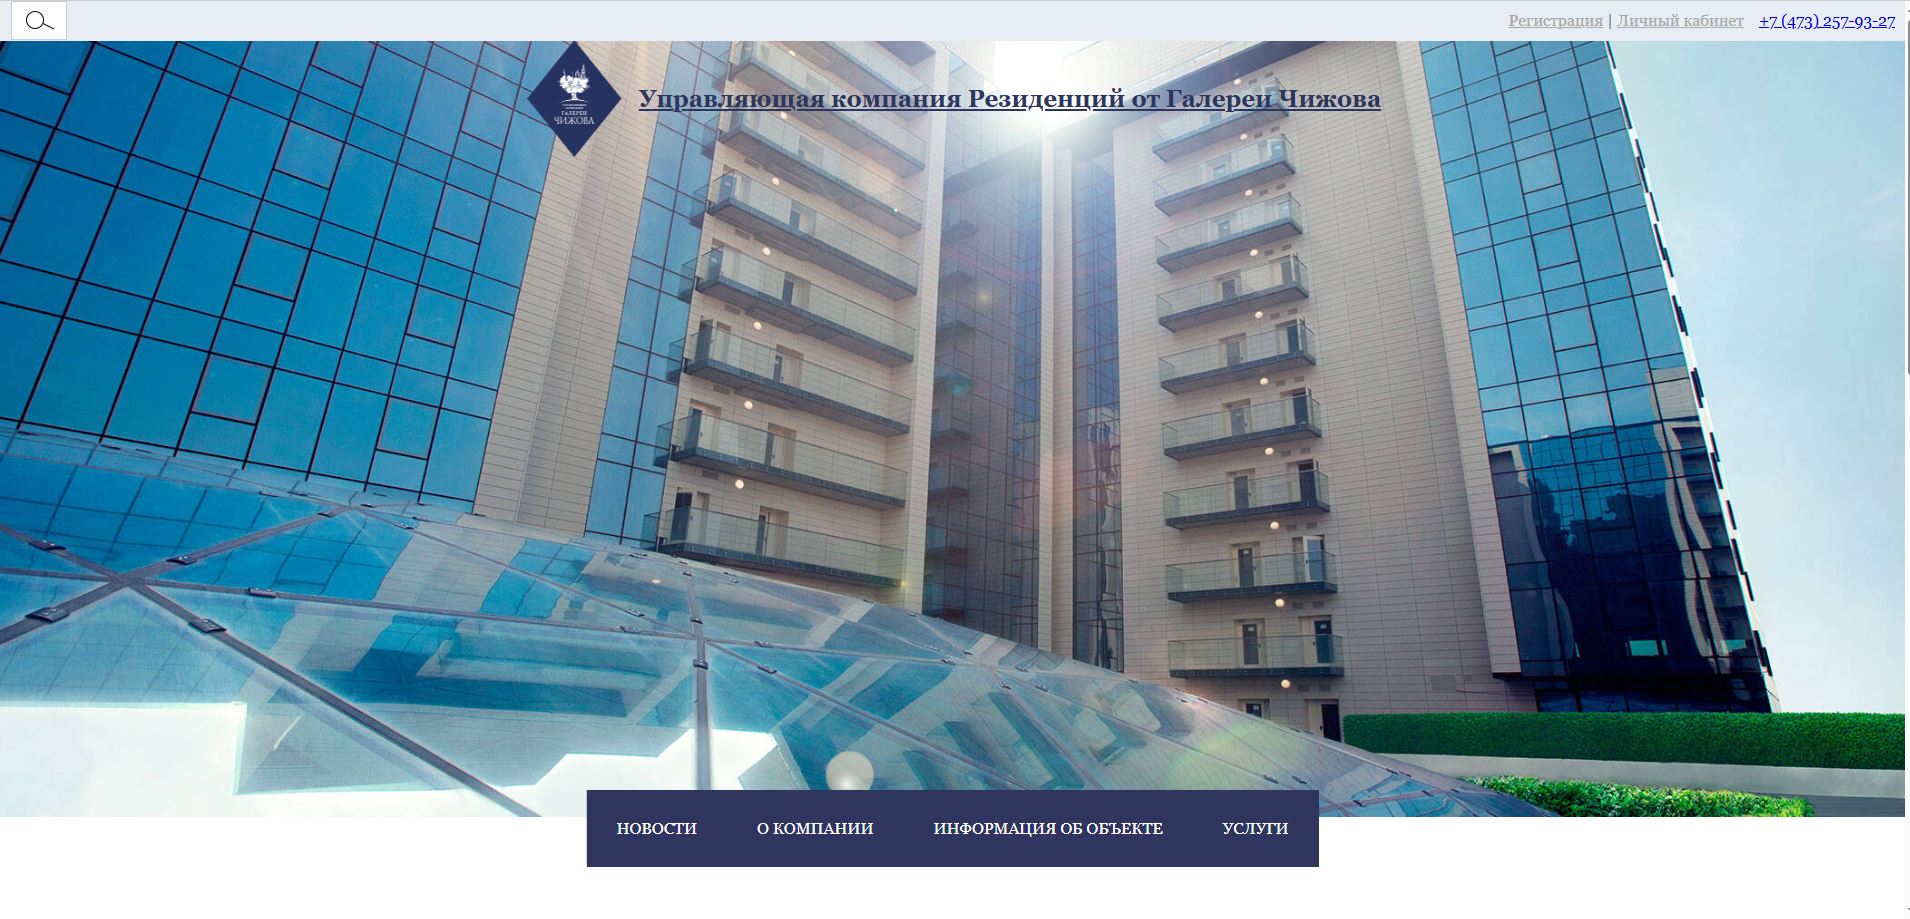 Регистрация | Личный кабинет +7 (473) 257-93-27
Управляющая компания Резиденций от Галереи Чижова
ГАЛЕРЕИ
ЧИЖОВА
НОВОСТИ О КОМПАНИИ ИНФОРМАЦИЯ ОБ ОБЪЕКТЕ УСЛУГИ